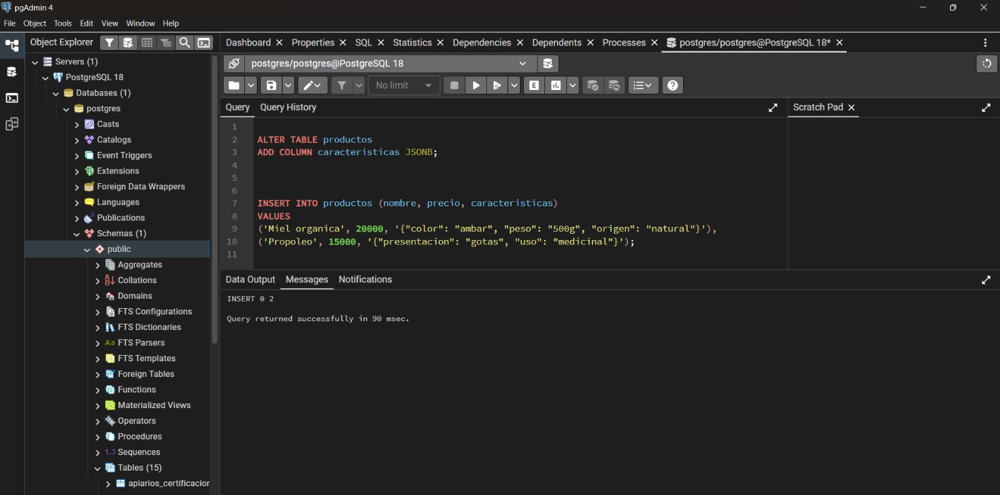 pgAdmin 4
File Object Tools Edit View Window Help
Object Explorer
Dashboard Properties SQL Statistics Dependencies Dependents Processes postgres/postgres@PostgreSQL 18*
Servers (1)
PostgreSQL 18
Databases (1)
postgres
Casts
Catalogs
Event Triggers
Extensions
Foreign Data Wrappers
Languages
Publications
Schemas (1)
public
Aggregates
Collations
Domains
FTS Configurations
FTS Dictionaries
Aa FTS Parsers
FTS Templates
Foreign Tables
Functions
Materialized Views
Operators
Procedures
1..3 Sequences
Tables (15)
apiarios_certificacior
postgres/postgres@PostgreSQL 18
No limit
E
Query Query History
Scratch Pad
1
2 ALTER TABLE productos
3 ADD COLUMN caracteristicas JSONB;
4
5
6
7 INSERT INTO productos (nombre, precio, caracteristicas)
8 VALUES
9 ('Miel organica', 20000, '{"color": "ambar", "peso": "500g", "origen": "natural"}'),
10 ('Propoleo', 15000, '{"presentacion": "gotas", "uso": "medicinal"}');
11
Data Output Messages Notifications
INSERT 0 2
Query returned successfully in 90 msec.